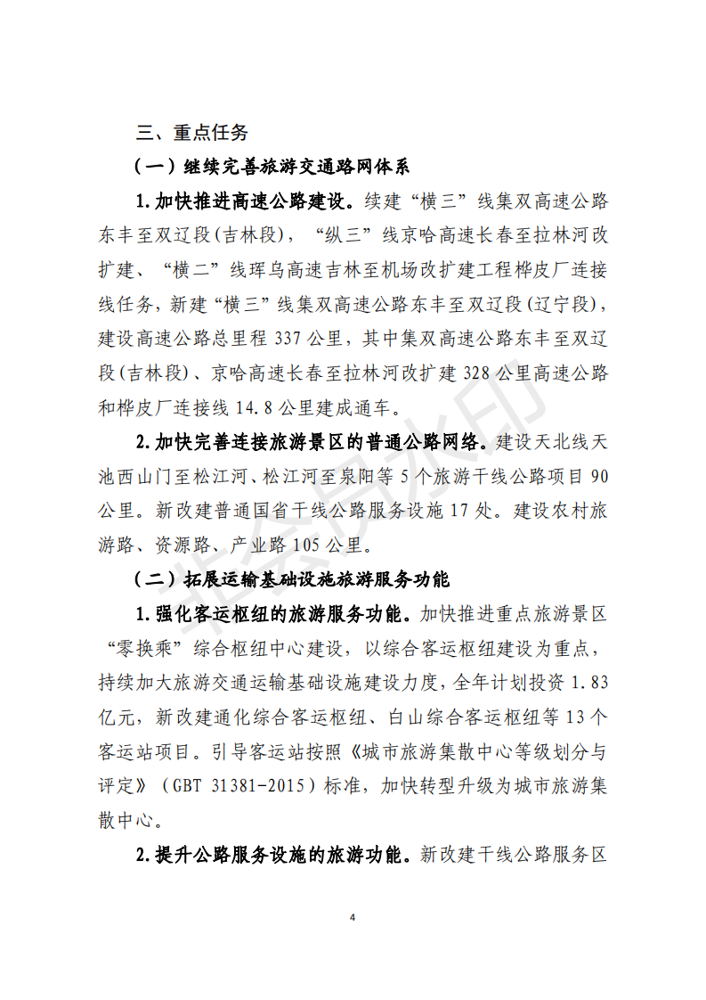 三、重点任务
（一）继续完善旅游交通路网体系
1.加快推进高速公路建设。续建“横三”线集双高速公路
东丰至双辽段(吉林段)，“纵三”线京哈高速长春至拉林河改
扩建、“横二”线珲乌高速吉林至机场改扩建工程桦皮厂连接
线任务，新建“横三”线集双高速公路东丰至双辽段(辽宁段)，
建设高速公路总里程 337 公里，其中集双高速公路东丰至双辽
段(吉林段)、京哈高速长春至拉林河改扩建 328 公里高速公路
和桦皮厂连接线 14.8 公里建成通车。
2.加快完善连接旅游景区的普通公路网络。建设天北线天
池西山门至松江河、松江河至泉阳等 5 个旅游干线公路项目 90
公里。新改建普通国省干线公路服务设施 17 处。建设农村旅
游路、资源路、产业路 105 公里。
（二）拓展运输基础设施旅游服务功能
1.强化客运枢纽的旅游服务功能。加快推进重点旅游景区
“零换乘”综合枢纽中心建设，以综合客运枢纽建设为重点，
持续加大旅游交通运输基础设施建设力度，全年计划投资 1.83
亿元，新改建通化综合客运枢纽、白山综合客运枢纽等 13 个
客运站项目。引导客运站按照《城市旅游集散中心等级划分与
评定》（GBT 31381-2015）标准，加快转型升级为城市旅游集
散中心。
2.提升公路服务设施的旅游功能。新改建干线公路服务区
4
非会员水印